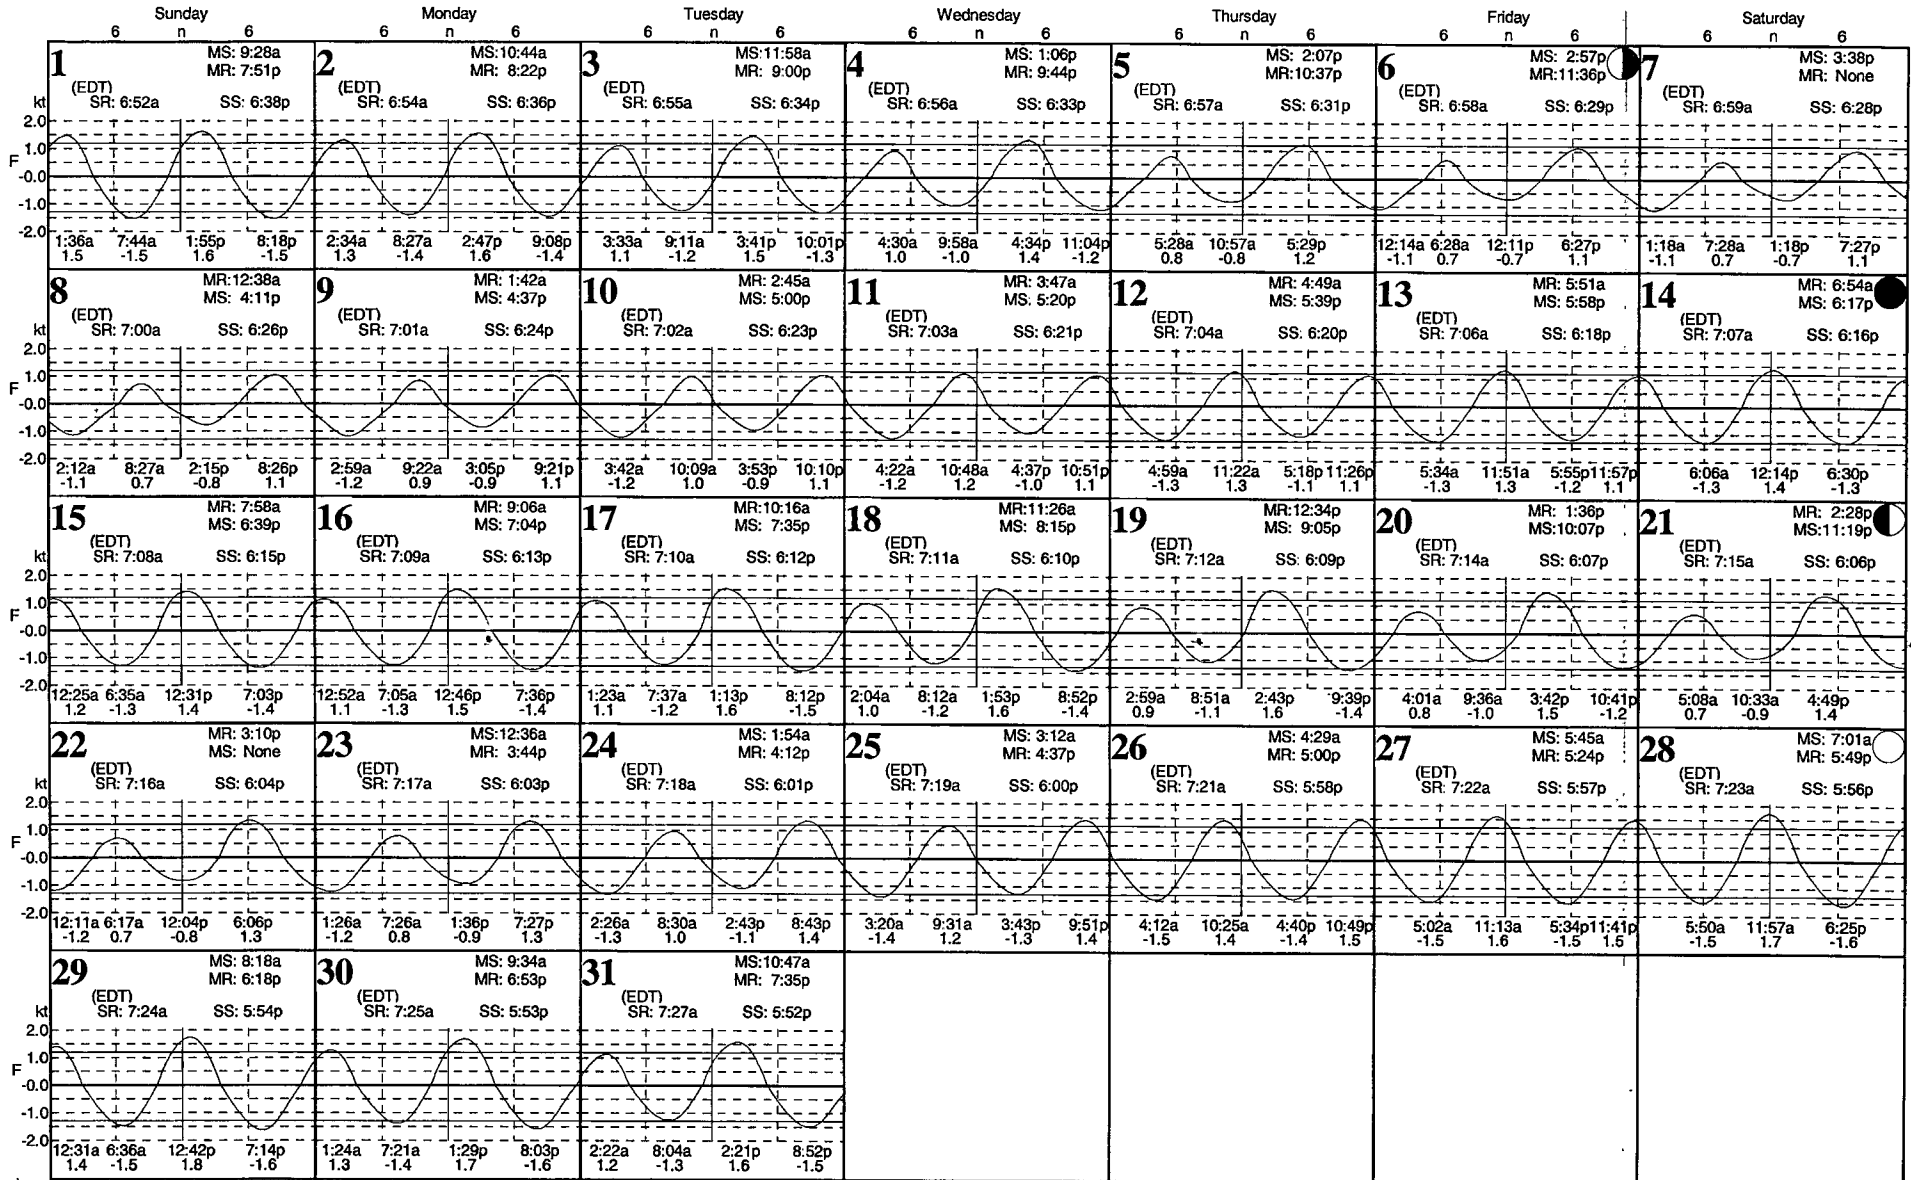 Sunday Monday Tuesday Wednesday Thursday Friday Saturday
6 n 6 6 n 6 6 n 6 6 n 6 6 n 6 6 n 6 6 n 6
1 MS: 9:28a
MR: 7:51p
(EDT)
SR: 6:52a SS: 6:38p
2 MS:10:44a
MR: 8:22p
(EDT)
SR: 6:54a SS: 6:36p
3 MS:11:58a
MR: 9:00p
(EDT)
SR: 6:55a SS: 6:34p
4 MS: 1:06p
MR: 9:44p
(EDT)
SR: 6:56a SS: 6:33p
5 MS: 2:07p
MR:10:37p
(EDT)
SR: 6:57a SS: 6:31p
6 MS: 2:57p
MR:11:36p
(EDT)
SR: 6:58a SS: 6:29p
7 MS: 3:38p
MR: None
(EDT)
SR: 6:59a SS: 6:28p
kt
2.0
1.0
F
-0.0
-1.0
-2.0
1:36a 7:44a 1:55p 8:18p
1.5 -1.5 1.6 -1.5
2:34a 8:27a 2:47p 9:08p
1.3 -1.4 1.6 -1.4
3:33a 9:11a 3:41p 10:01p
1.1 -1.2 1.5 -1.3
4:30a 9:58a 4:34p 11:04p
1.0 -1.0 1.4 -1.2
5:28a 10:57a 5:29p
0.8 -0.8 1.2
12:14a 6:28a 12:11p 6:27p
-1.1 0.7 -0.7 1.1
1:18a 7:28a 1:18p 7:27p
-1.1 0.7 -0.7 1.1
8 MR:12:38a
MS: 4:11p
(EDT)
SR: 7:00a SS: 6:26p
9 MR: 1:42a
MS: 4:37p
(EDT)
SR: 7:01a SS: 6:24p
10 MR: 2:45a
MS: 5:00p
(EDT)
SR: 7:02a SS: 6:23p
11 MR: 3:47a
MS: 5:20p
(EDT)
SR: 7:03a SS: 6:21p
12 MR: 4:49a
MS: 5:39p
(EDT)
SR: 7:04a SS: 6:20p
13 MR: 5:51a
MS: 5:58p
(EDT)
SR: 7:06a SS: 6:18p
14 MR: 6:54a
MS: 6:17p
(EDT)
SR: 7:07a SS: 6:16p
kt
2.0
1.0
F
-0.0
-1.0
-2.0
2:12a 8:27a 2:15p 8:26p
-1.1 0.7 -0.8 1.1
2:59a 9:22a 3:05p 9:21p
-1.2 0.9 -0.9 1.1
3:42a 10:09a 3:53p 10:10p
-1.2 1.0 -0.9 1.1
4:22a 10:48a 4:37p 10:51p
-1.2 1.2 -1.0 1.1
4:59a 11:22a 5:18p 11:26p
-1.3 1.3 -1.1 1.1
5:34a 11:51a 5:55p 11:57p
-1.3 1.3 -1.2 1.1
6:06a 12:14p 6:30p
-1.3 1.4 -1.3
15 MR: 7:58a
MS: 6:39p
(EDT)
SR: 7:08a SS: 6:15p
16 MR: 9:06a
MS: 7:04p
(EDT)
SR: 7:09a SS: 6:13p
17 MR:10:16a
MS: 7:35p
(EDT)
SR: 7:10a SS: 6:12p
18 MR:11:26a
MS: 8:15p
(EDT)
SR: 7:11a SS: 6:10p
19 MR:12:34p
MS: 9:05p
(EDT)
SR: 7:12a SS: 6:09p
20 MR: 1:36p
MS:10:07p
(EDT)
SR: 7:14a SS: 6:07p
21 MR: 2:28p
MS:11:19p
(EDT)
SR: 7:15a SS: 6:06p
kt
2.0
1.0
F
-0.0
-1.0
-2.0
12:25a 6:35a 12:31p 7:03p
1.2 -1.3 1.4 -1.4
12:52a 7:05a 12:46p 7:36p
1.1 -1.3 1.5 -1.4
1:23a 7:37a 1:13p 8:12p
1.1 -1.2 1.6 -1.5
2:04a 8:12a 1:53p 8:52p
1.0 -1.2 1.6 -1.4
2:59a 8:51a 2:43p 9:39p
0.9 -1.1 1.6 -1.4
4:01a 9:36a 3:42p 10:41p
0.8 -1.0 1.5 -1.2
5:08a 10:33a 4:49p
0.7 -0.9 1.4
22 MR: 3:10p
MS: None
(EDT)
SR: 7:16a SS: 6:04p
23 MS:12:36a
MR: 3:44p
(EDT)
SR: 7:17a SS: 6:03p
24 MS: 1:54a
MR: 4:12p
(EDT)
SR: 7:18a SS: 6:01p
25 MS: 3:12a
MR: 4:37p
(EDT)
SR: 7:19a SS: 6:00p
26 MS: 4:29a
MR: 5:00p
(EDT)
SR: 7:21a SS: 5:58p
27 MS: 5:45a
MR: 5:24p
(EDT)
SR: 7:22a SS: 5:57p
28 MS: 7:01a
MR: 5:49p
(EDT)
SR: 7:23a SS: 5:56p
kt
2.0
1.0
F
-0.0
-1.0
-2.0
12:11a 6:17a 12:04p 6:06p
-1.2 0.7 -0.8 1.3
1:26a 7:26a 1:36p 7:27p
-1.2 0.8 -0.9 1.3
2:26a 8:30a 2:43p 8:43p
-1.3 1.0 -1.1 1.4
3:20a 9:31a 3:43p 9:51p
-1.4 1.2 -1.3 1.4
4:12a 10:25a 4:40p 10:49p
-1.5 1.4 -1.4 1.5
5:02a 11:13a 5:34p 11:41p
-1.5 1.6 -1.5 1.5
5:50a 11:57a 6:25p
-1.5 1.7 -1.6
29 MS: 8:18a
MR: 6:18p
(EDT)
SR: 7:24a SS: 5:54p
30 MS: 9:34a
MR: 6:53p
(EDT)
SR: 7:25a SS: 5:53p
31 MS:10:47a
MR: 7:35p
(EDT)
SR: 7:27a SS: 5:52p
kt
2.0
1.0
F
-0.0
-1.0
-2.0
12:31a 6:36a 12:42p 7:14p
1.4 -1.5 1.8 -1.6
1:24a 7:21a 1:29p 8:03p
1.3 -1.4 1.7 -1.6
2:22a 8:04a 2:21p 8:52p
1.2 -1.3 1.6 -1.5